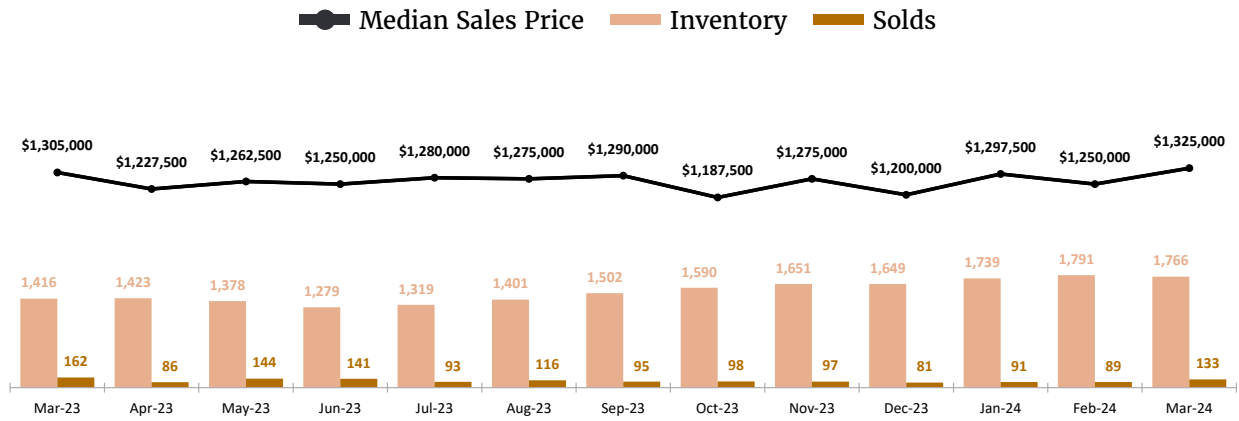 Median Sales Price Inventory Solds
$1,305,000 $1,227,500 $1,262,500 $1,250,000 $1,280,000 $1,275,000 $1,290,000 $1,187,500 $1,275,000 $1,200,000 $1,297,500 $1,250,000 $1,325,000
1,416 1,423 1,378 1,279 1,319 1,401 1,502 1,590 1,651 1,649 1,739 1,791 1,766
162 86 144 141 93 116 95 98 97 81 91 89 133
Mar-23 Apr-23 May-23 Jun-23 Jul-23 Aug-23 Sep-23 Oct-23 Nov-23 Dec-23 Jan-24 Feb-24 Mar-24